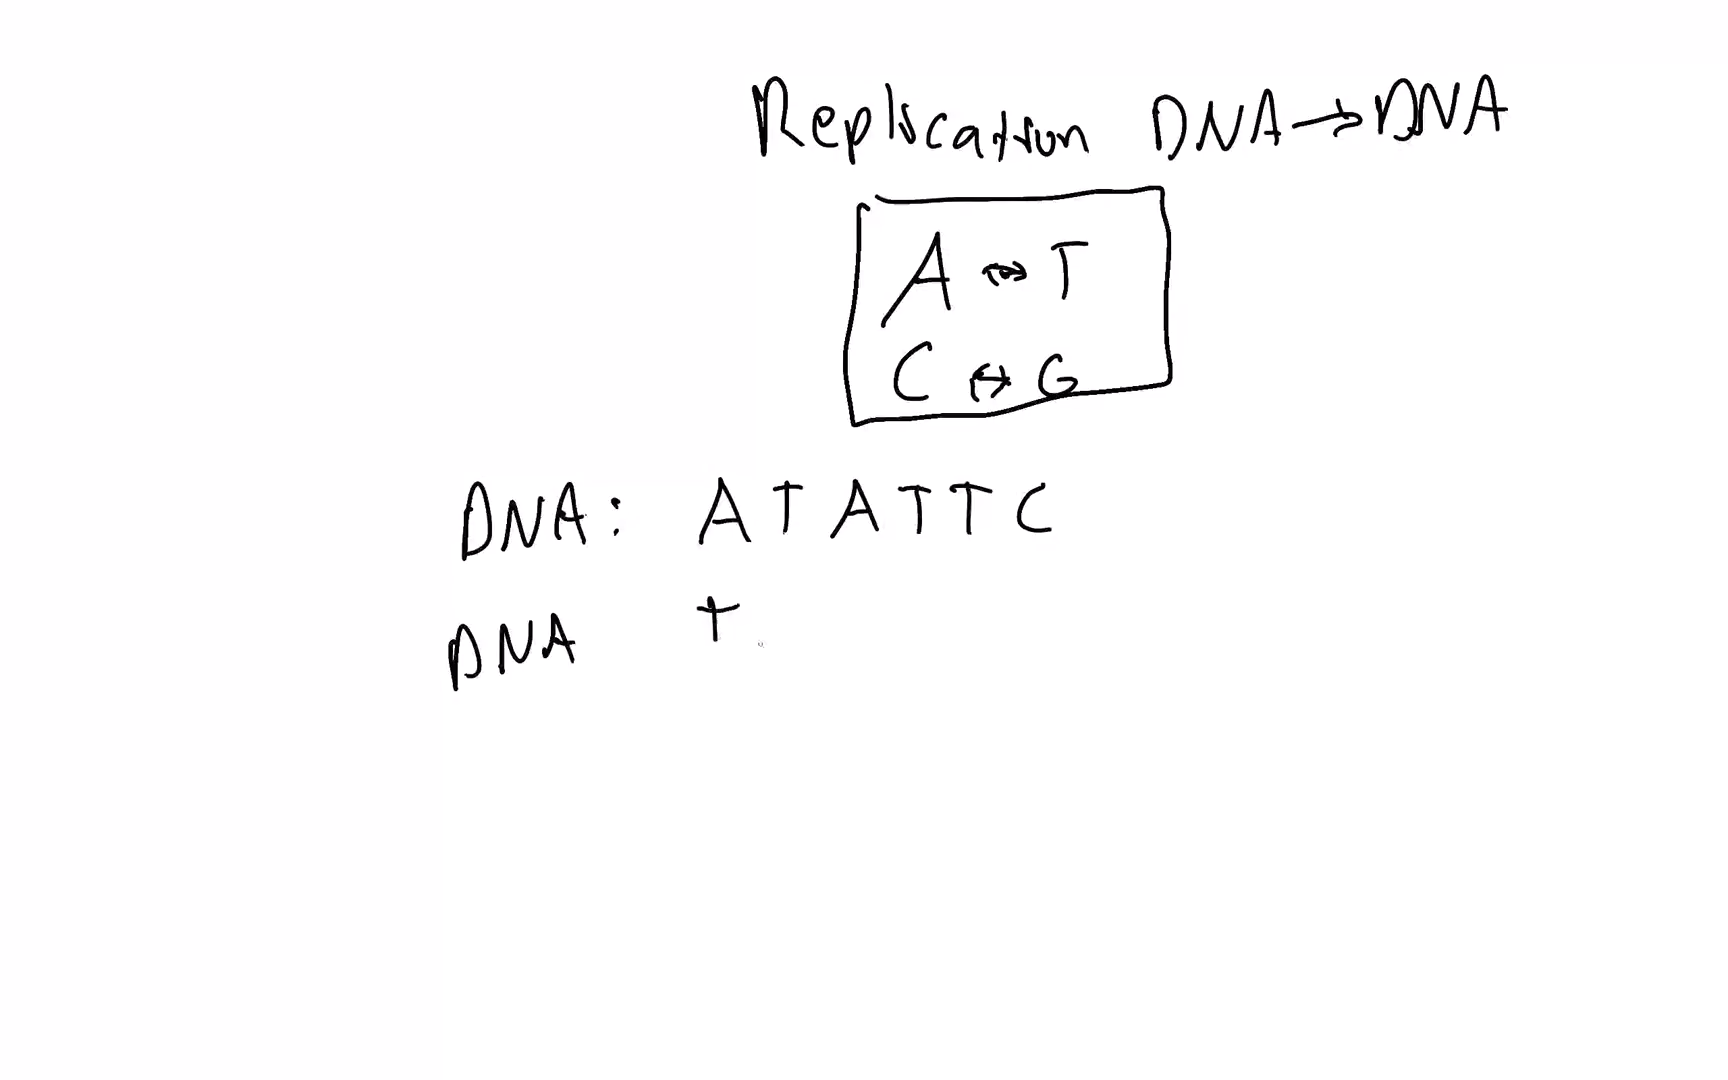 Replication DNA→DNA
A ↔ T
C ↔ G
DNA: A T A T T C
DNA T